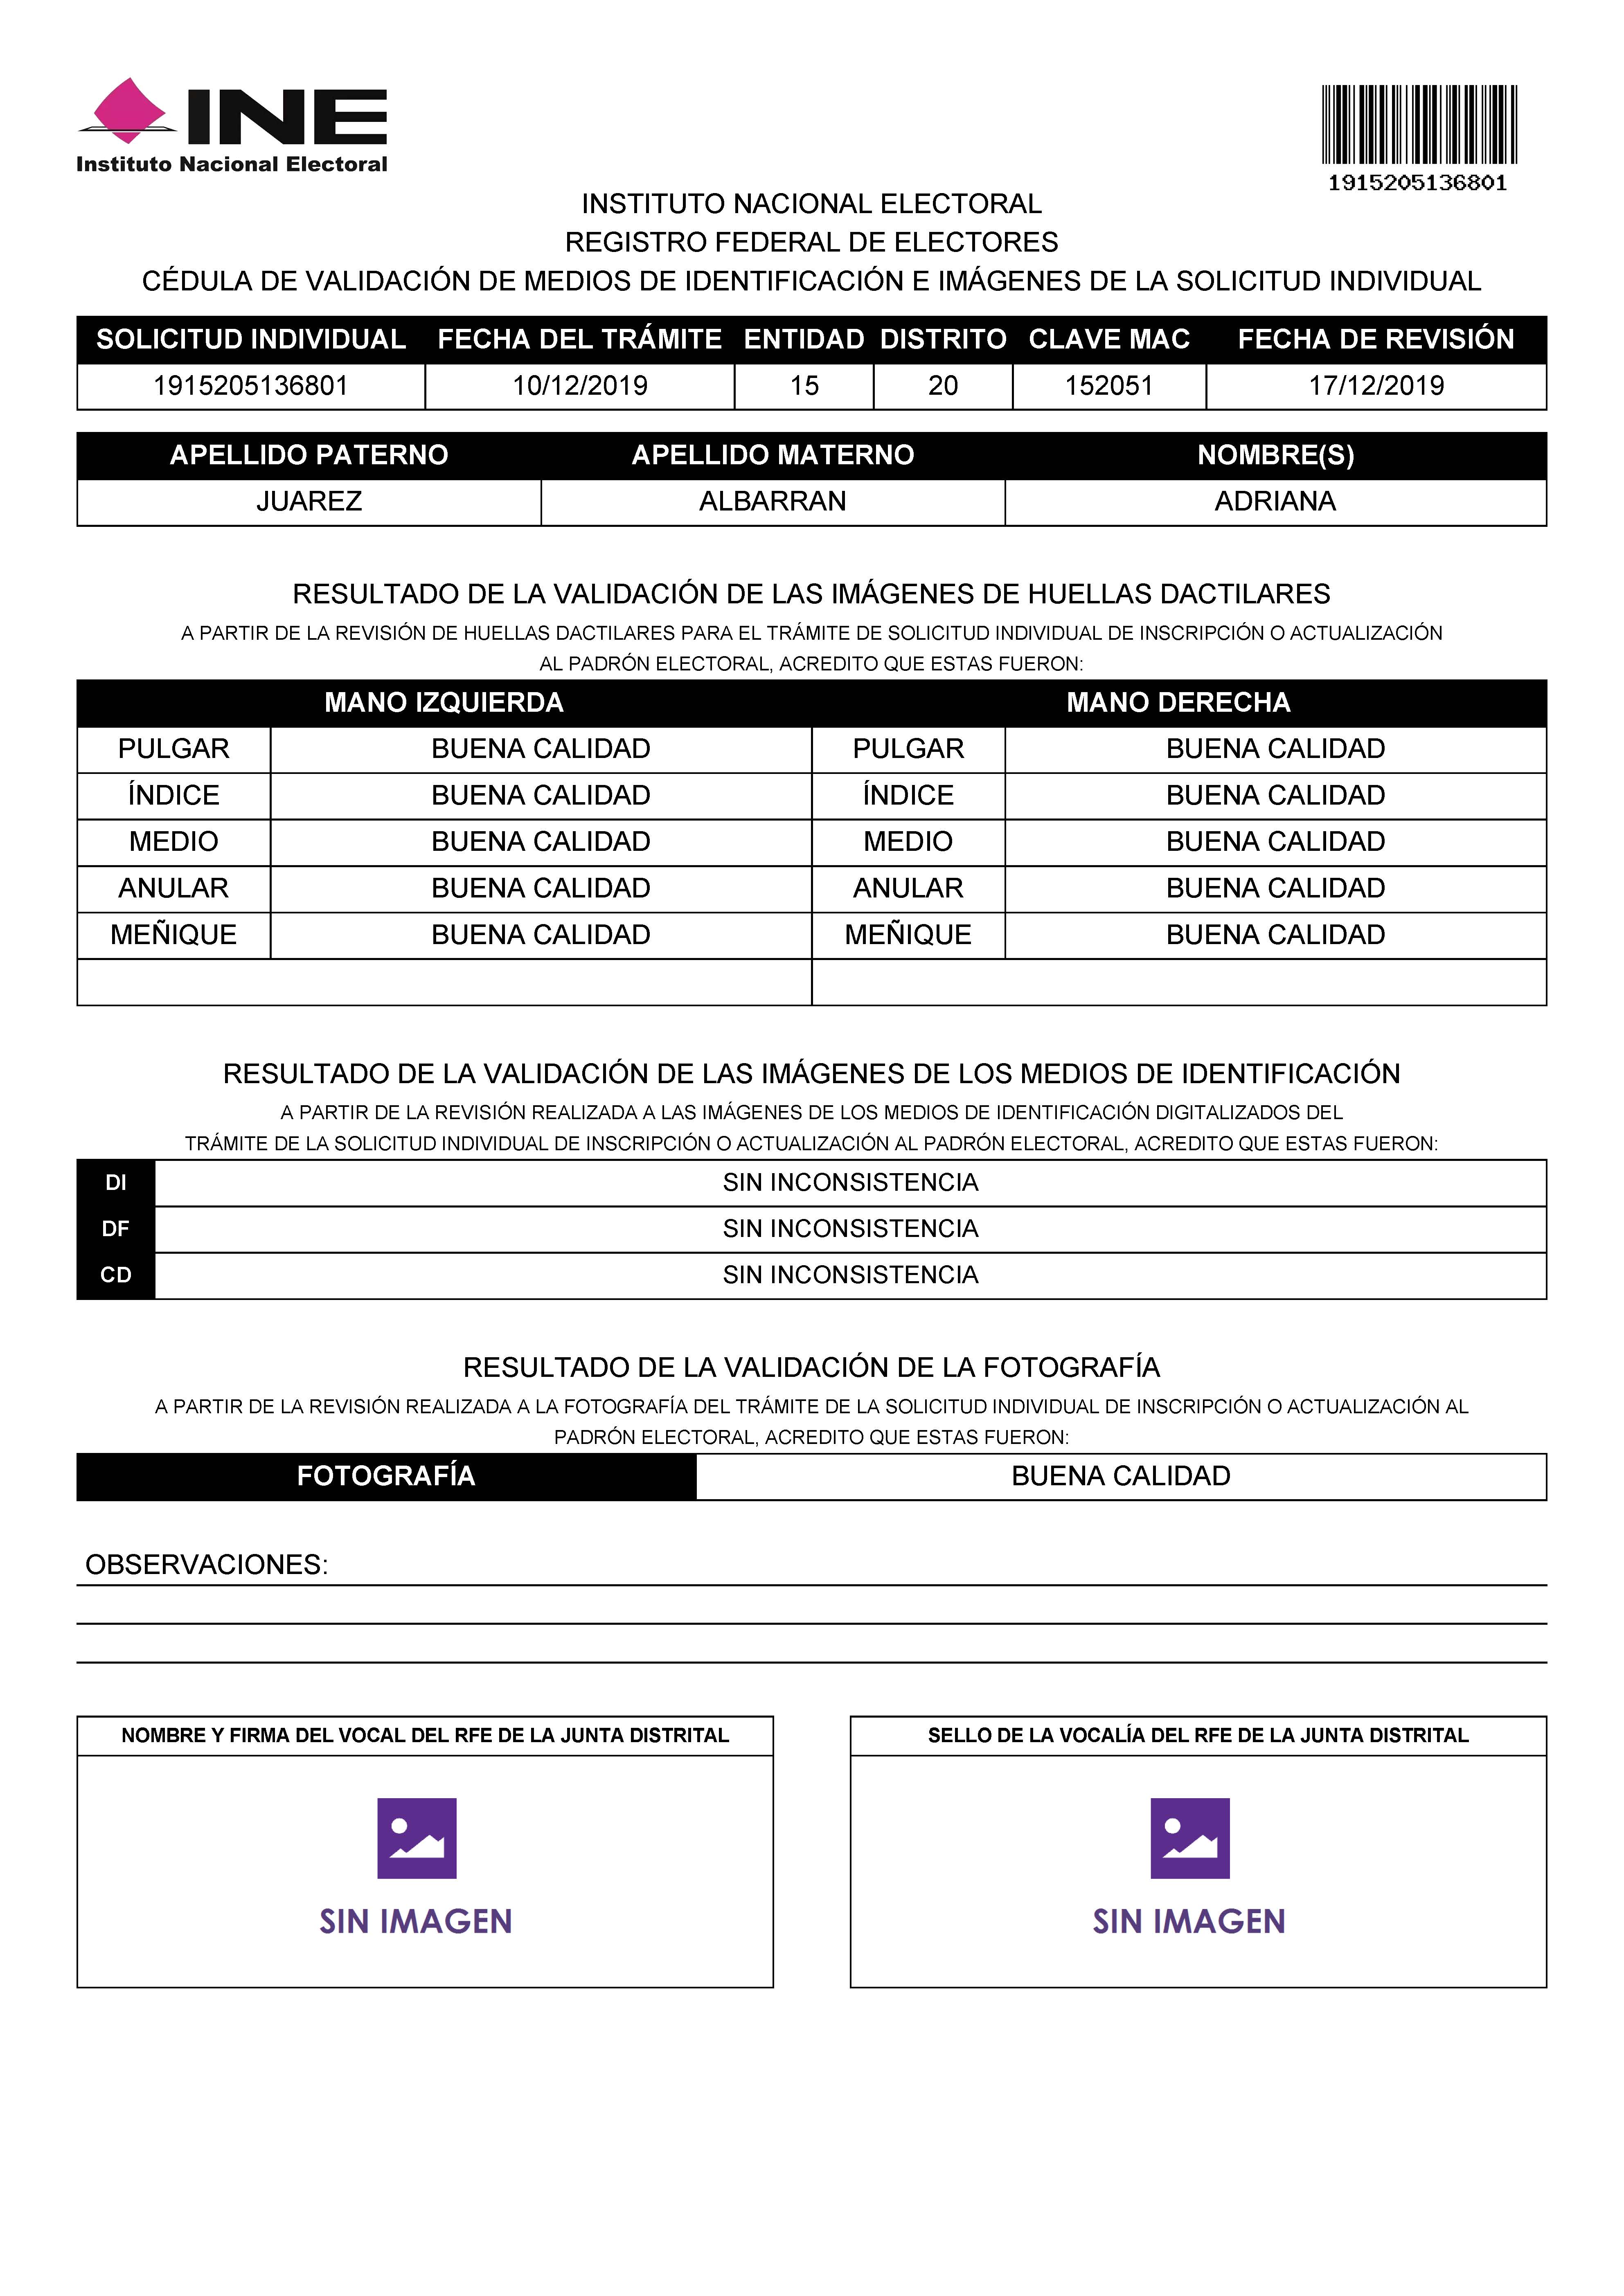 INE
Instituto Nacional Electoral
1915205136801
INSTITUTO NACIONAL ELECTORAL
REGISTRO FEDERAL DE ELECTORES
CÉDULA DE VALIDACIÓN DE MEDIOS DE IDENTIFICACIÓN E IMÁGENES DE LA SOLICITUD INDIVIDUAL
SOLICITUD INDIVIDUAL FECHA DEL TRÁMITE ENTIDAD DISTRITO CLAVE MAC FECHA DE REVISIÓN
1915205136801 10/12/2019 15 20 152051 17/12/2019
APELLIDO PATERNO APELLIDO MATERNO NOMBRE(S)
JUAREZ ALBARRAN ADRIANA
RESULTADO DE LA VALIDACIÓN DE LAS IMÁGENES DE HUELLAS DACTILARES
A PARTIR DE LA REVISIÓN DE HUELLAS DACTILARES PARA EL TRÁMITE DE SOLICITUD INDIVIDUAL DE INSCRIPCIÓN O ACTUALIZACIÓN
AL PADRÓN ELECTORAL, ACREDITO QUE ESTAS FUERON:
MANO IZQUIERDA MANO DERECHA
PULGAR BUENA CALIDAD PULGAR BUENA CALIDAD
ÍNDICE BUENA CALIDAD ÍNDICE BUENA CALIDAD
MEDIO BUENA CALIDAD MEDIO BUENA CALIDAD
ANULAR BUENA CALIDAD ANULAR BUENA CALIDAD
MEÑIQUE BUENA CALIDAD MEÑIQUE BUENA CALIDAD
RESULTADO DE LA VALIDACIÓN DE LAS IMÁGENES DE LOS MEDIOS DE IDENTIFICACIÓN
A PARTIR DE LA REVISIÓN REALIZADA A LAS IMÁGENES DE LOS MEDIOS DE IDENTIFICACIÓN DIGITALIZADOS DEL
TRÁMITE DE LA SOLICITUD INDIVIDUAL DE INSCRIPCIÓN O ACTUALIZACIÓN AL PADRÓN ELECTORAL, ACREDITO QUE ESTAS FUERON:
DI SIN INCONSISTENCIA
DF SIN INCONSISTENCIA
CD SIN INCONSISTENCIA
RESULTADO DE LA VALIDACIÓN DE LA FOTOGRAFÍA
A PARTIR DE LA REVISIÓN REALIZADA A LA FOTOGRAFÍA DEL TRÁMITE DE LA SOLICITUD INDIVIDUAL DE INSCRIPCIÓN O ACTUALIZACIÓN AL
PADRÓN ELECTORAL, ACREDITO QUE ESTAS FUERON:
FOTOGRAFÍA BUENA CALIDAD
OBSERVACIONES:
NOMBRE Y FIRMA DEL VOCAL DEL RFE DE LA JUNTA DISTRITAL SELLO DE LA VOCALÍA DEL RFE DE LA JUNTA DISTRITAL
SIN IMAGEN SIN IMAGEN